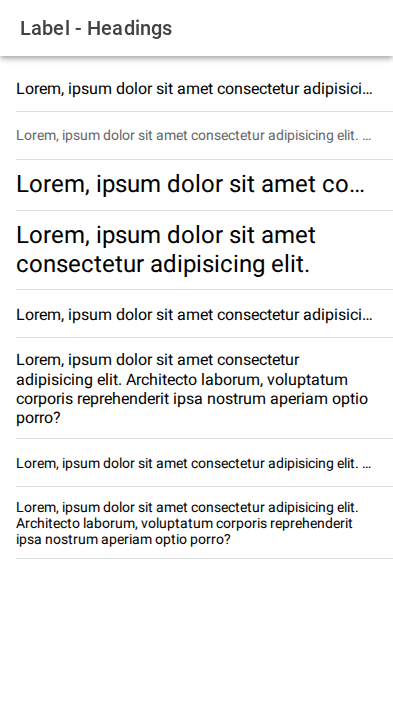 Label - Headings
Lorem, ipsum dolor sit amet consectetur adipisici...
Lorem, ipsum dolor sit amet consectetur adipisicing elit. ...
Lorem, ipsum dolor sit amet co...
Lorem, ipsum dolor sit amet
consectetur adipisicing elit.
Lorem, ipsum dolor sit amet consectetur adipisici...
Lorem, ipsum dolor sit amet consectetur
adipisicing elit. Architecto laborum, voluptatum
corporis reprehenderit ipsa nostrum aperiam optio
porro?
Lorem, ipsum dolor sit amet consectetur adipisicing elit. ...
Lorem, ipsum dolor sit amet consectetur adipisicing elit.
Architecto laborum, voluptatum corporis reprehenderit
ipsa nostrum aperiam optio porro?